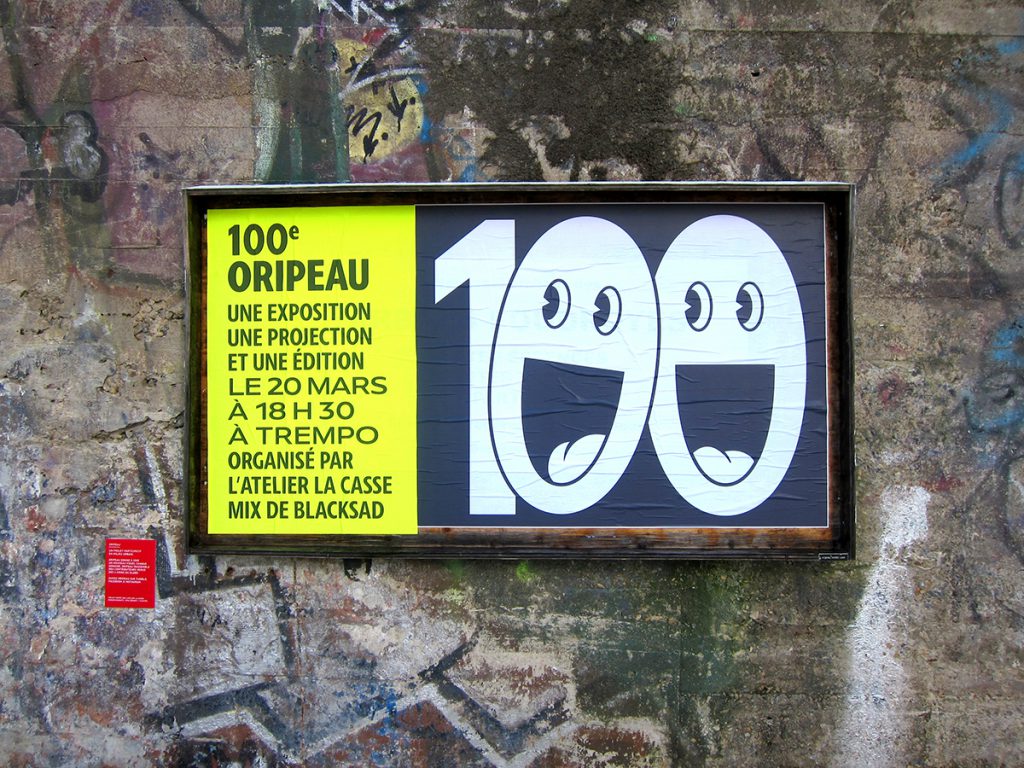 100e
ORIPEAU
UNE EXPOSITION
UNE PROJECTION
ET UNE ÉDITION
LE 20 MARS
À 18 H 30
À TREMPO
ORGANISÉ PAR
L'ATELIER LA CASSE
MIX DE BLACKSAD
100